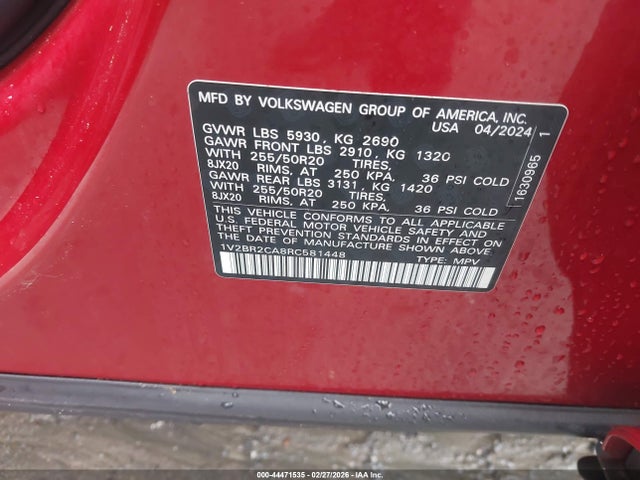 MFD BY VOLKSWAGEN GROUP OF AMERICA, INC.
USA 04/2024
GVWR LBS 5930, KG 2690
GAWR FRONT LBS 2910, KG 1320
WITH 255/50R20 TIRES,
8JX20 RIMS, AT 250 KPA. 36 PSI COLD
GAWR REAR LBS 3131, KG 1420
WITH 255/50R20 TIRES,
8JX20 RIMS, AT 250 KPA. 36 PSI COLD
THIS VEHICLE CONFORMS TO ALL APPLICABLE
U.S. FEDERAL MOTOR VEHICLE SAFETY AND
THEFT PREVENTION STANDARDS IN EFFECT ON
THE DATE OF MANUFACTURE SHOWN ABOVE
1V2BR2CA8RC581448 TYPE: MPV
1630965 1
000-44471535 - 02/27/2026 - IAAI.COM